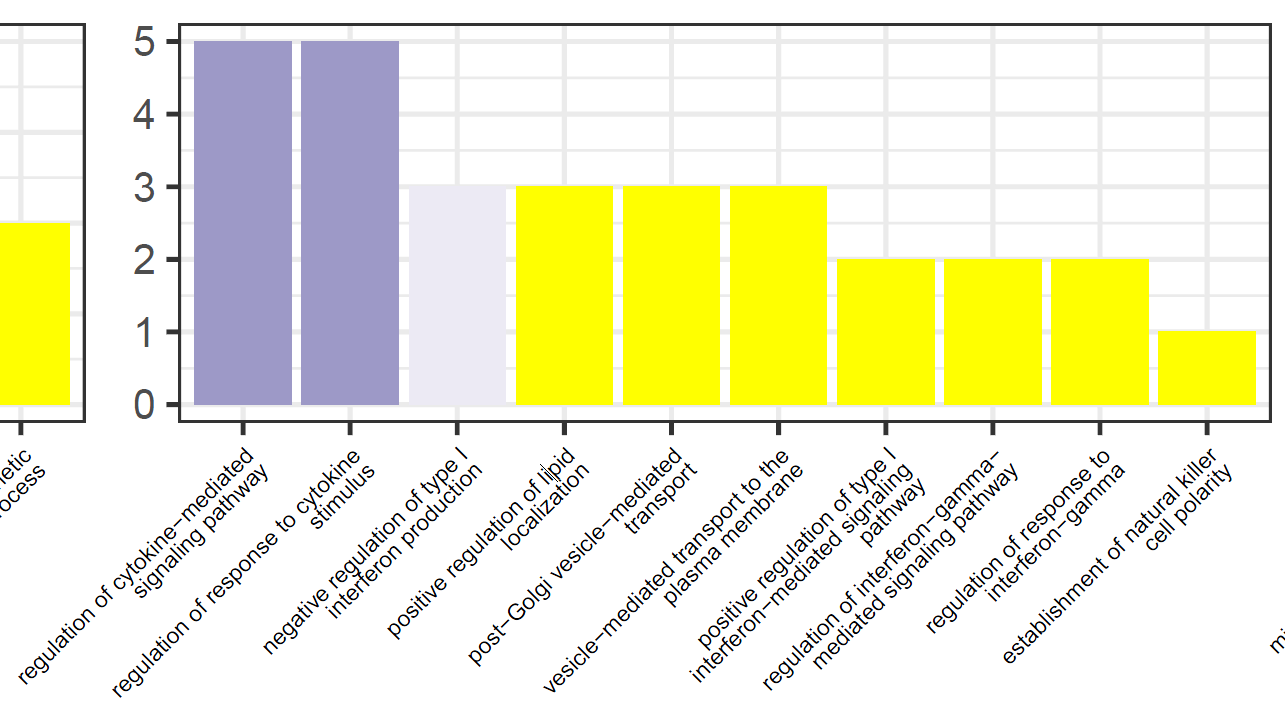 5
4
3
2
1
0
regulation of cytokine−mediated
signaling pathway
regulation of response to cytokine
stimulus
negative regulation of type I
interferon production
positive regulation of lipid
localization
post−Golgi vesicle−mediated
transport
vesicle−mediated transport to the
plasma membrane
positive regulation of type I
interferon−mediated signaling
pathway
regulation of interferon−gamma−
mediated signaling pathway
regulation of response to
interferon−gamma
establishment of natural killer
cell polarity